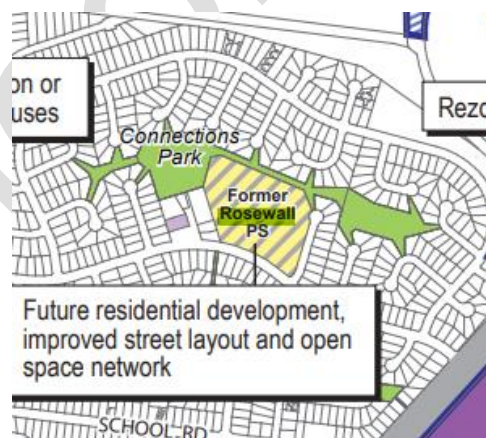 on or
uses
Rezo
Connections
Park
Former
Rosewall
PS
Future residential development,
improved street layout and open
space network
SCHOOL RD